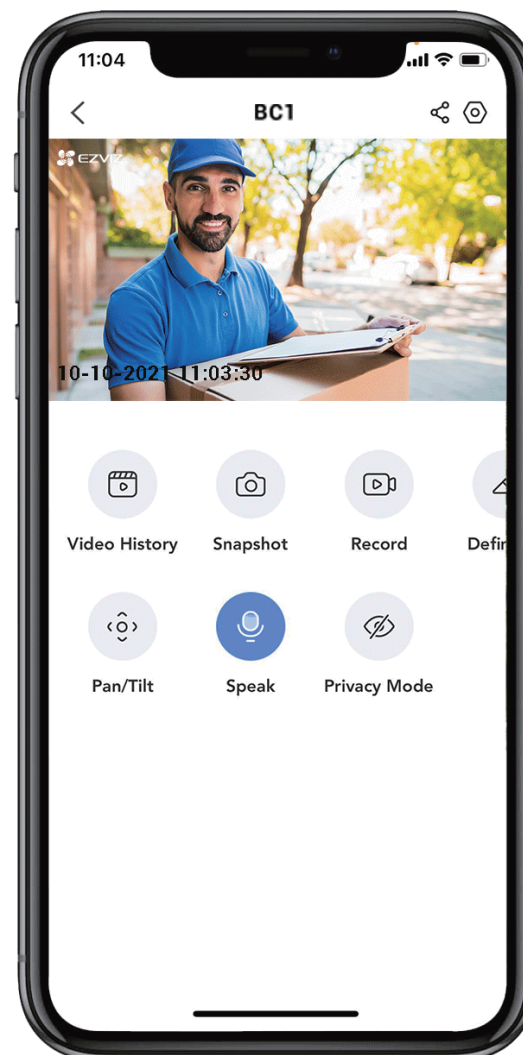 11:04
BC1
EZVIZ
10-10-2021 11:03:30
Video History Snapshot Record Defin
Pan/Tilt Speak Privacy Mode